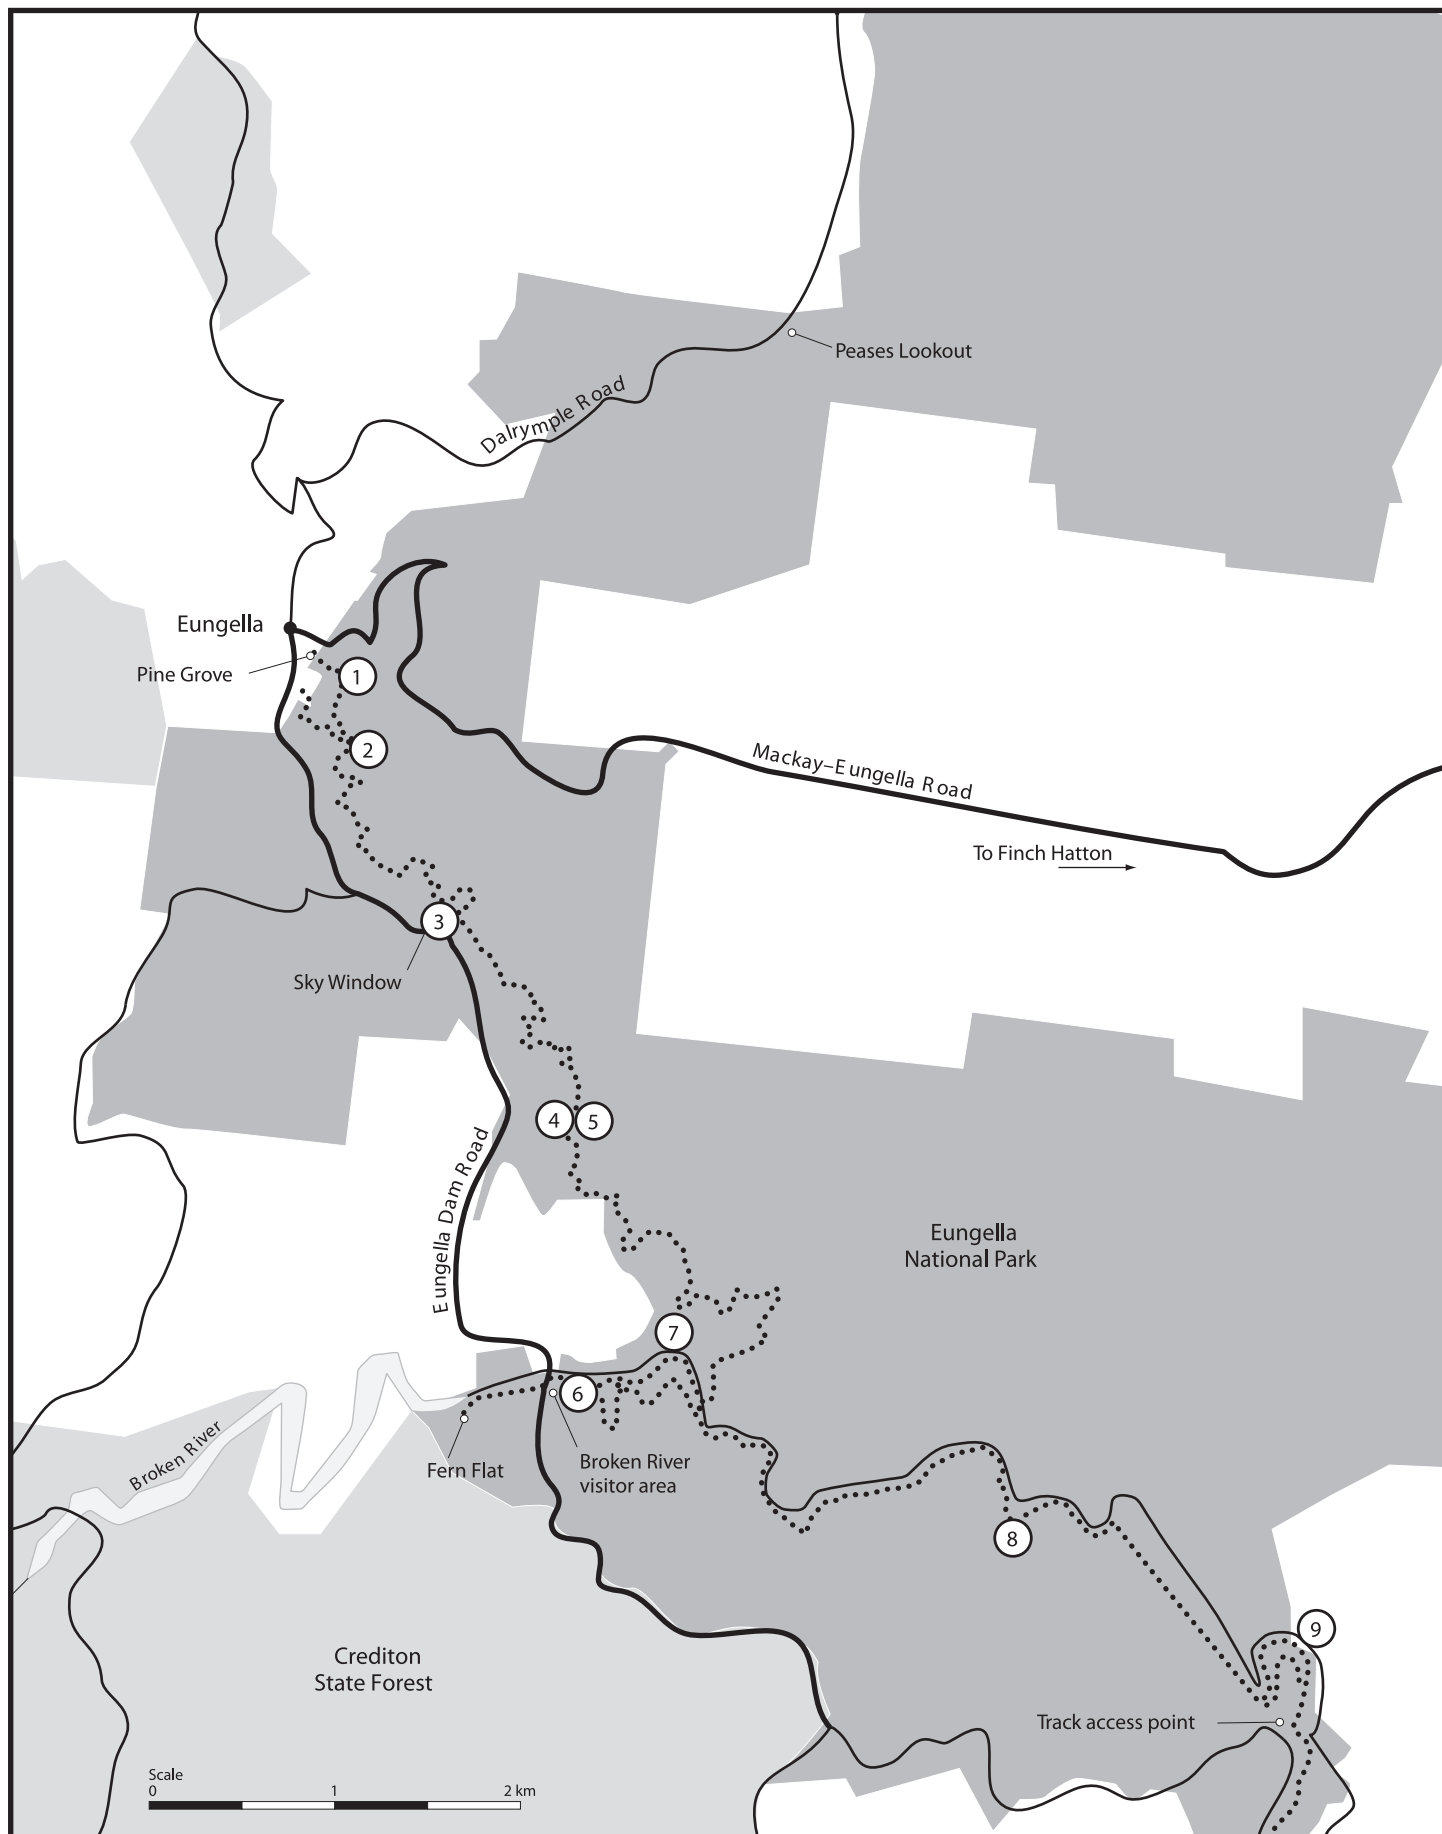 Peases Lookout
Dalrymple Road
Eungella
Pine Grove
1
2
Mackay–Eungella Road
To Finch Hatton
3
Sky Window
4
5
Eungella Dam Road
Eungella
National Park
7
6
Broken River
Fern Flat
Broken River
visitor area
8
9
Crediton
State Forest
Track access point
Scale
0 1 2 km